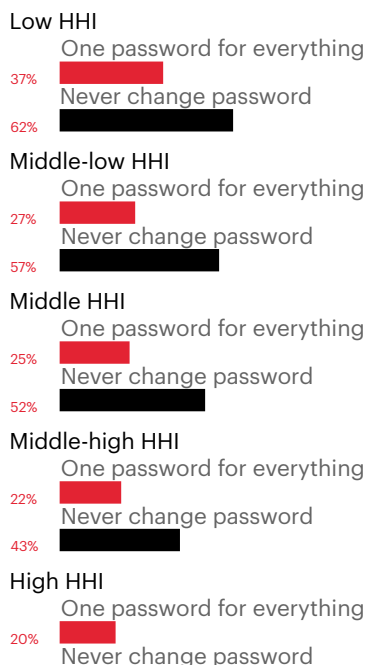 Low HHI
One password for everything
37%
Never change password
62%
Middle-low HHI
One password for everything
27%
Never change password
57%
Middle HHI
One password for everything
25%
Never change password
52%
Middle-high HHI
One password for everything
22%
Never change password
43%
High HHI
One password for everything
20%
Never change password